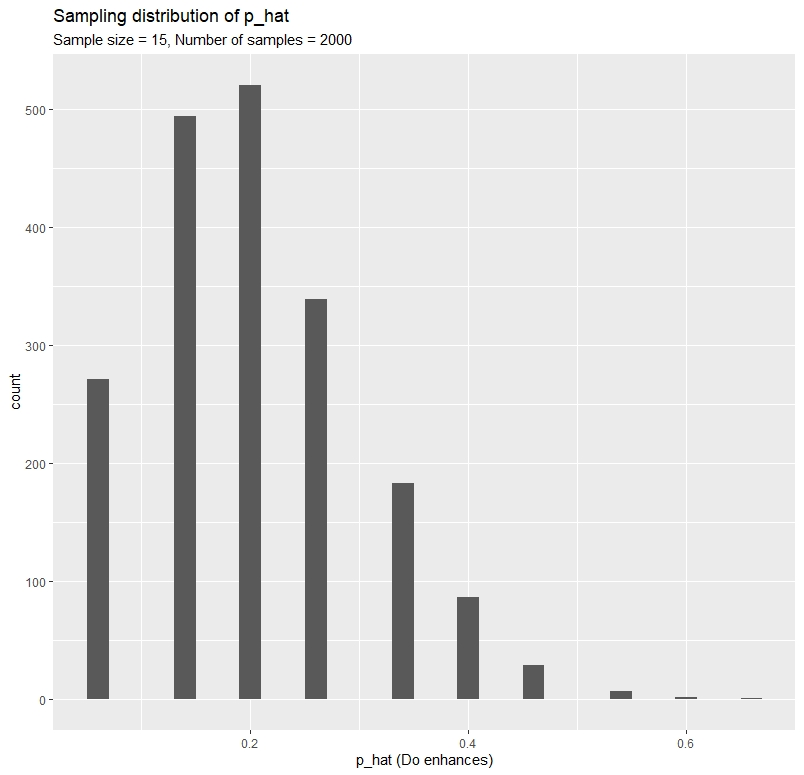 Sampling distribution of p_hat
Sample size = 15, Number of samples = 2000
500
400
300
200
100
0
count
0.2
0.4
0.6
p_hat (Do enhances)